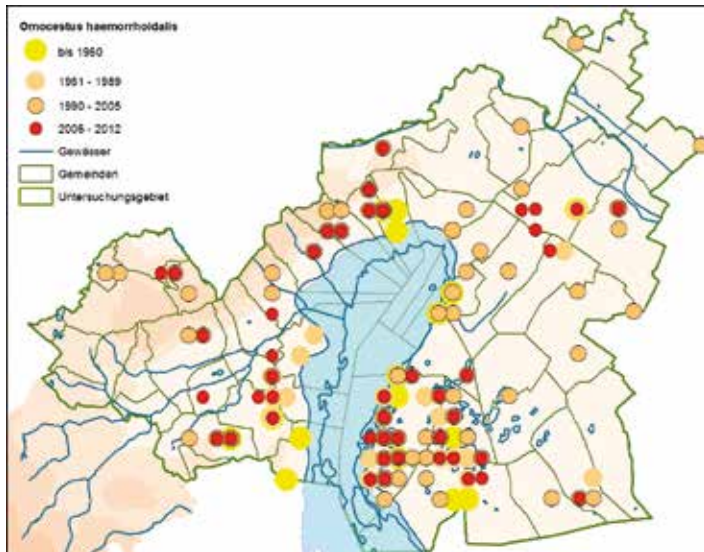 Omocestus haemorrhoidalis
bis 1960
1961 - 1989
1990 - 2005
2006 - 2012
Gewässer
Gemeinden
Untersuchungsgebiet